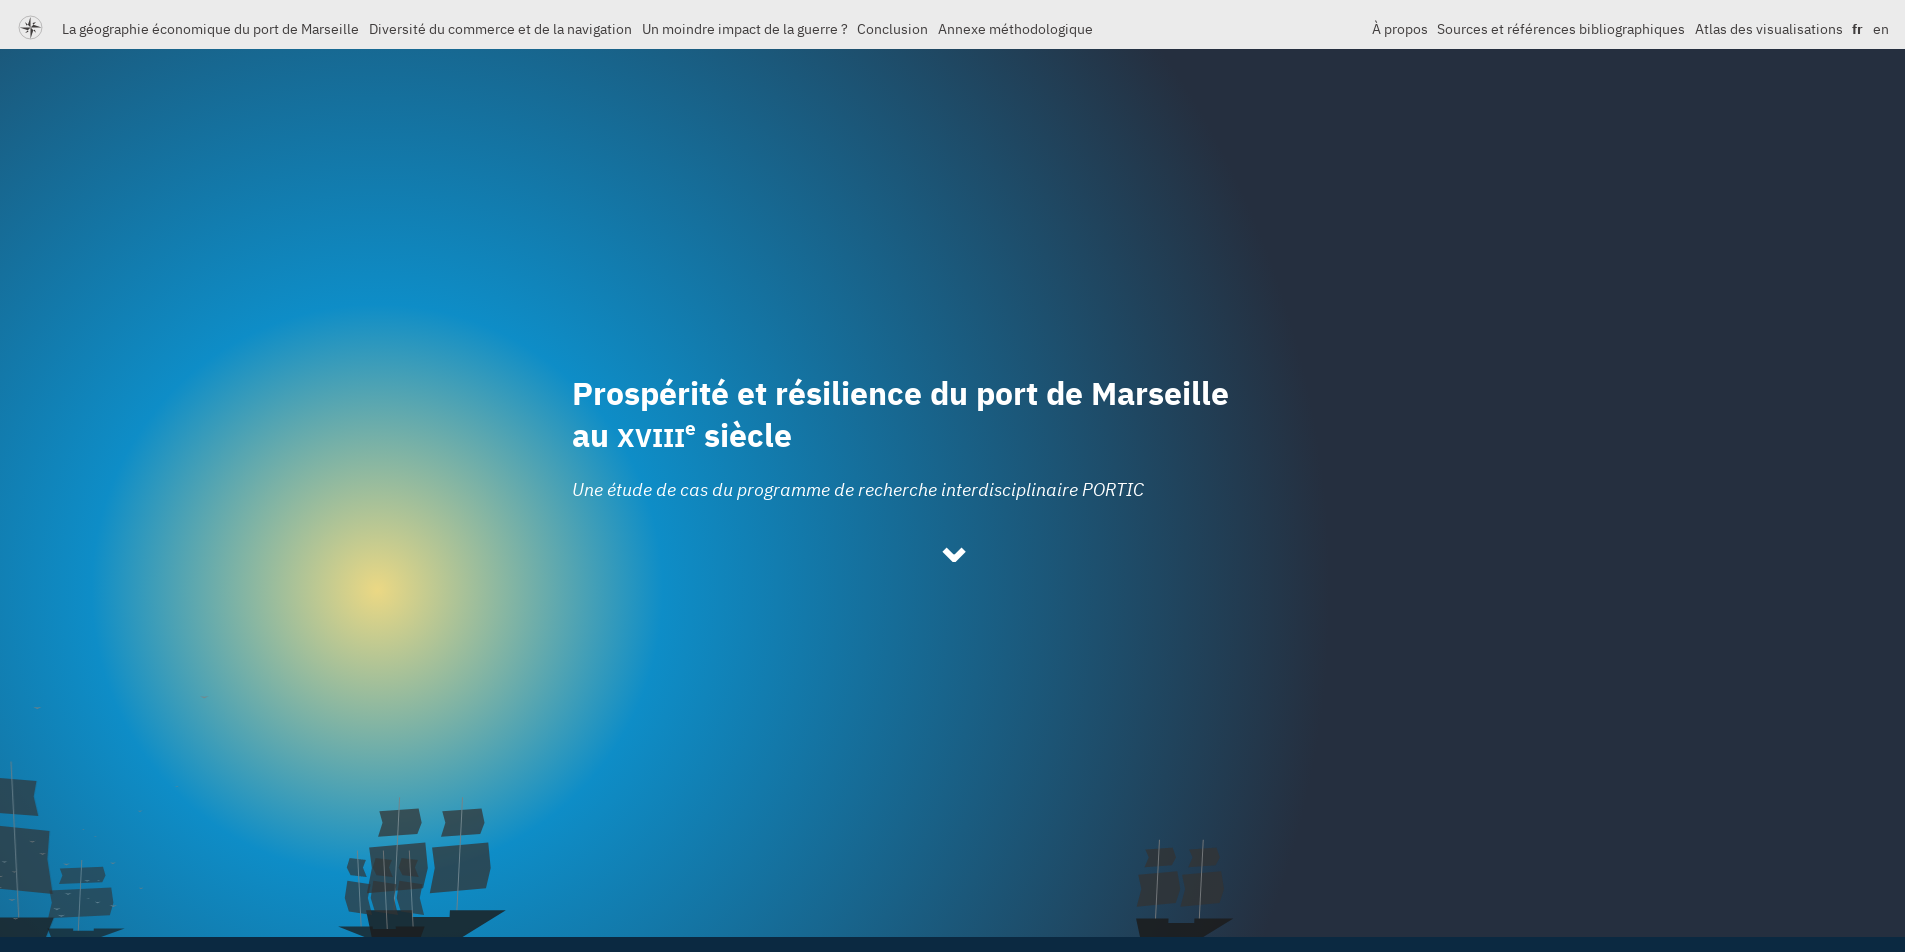 La géographie économique du port de Marseille Diversité du commerce et de la navigation Un moindre impact de la guerre ? Conclusion Annexe méthodologique À propos Sources et références bibliographiques Atlas des visualisations fr en
Prospérité et résilience du port de Marseille
au XVIIIe siècle
Une étude de cas du programme de recherche interdisciplinaire PORTIC